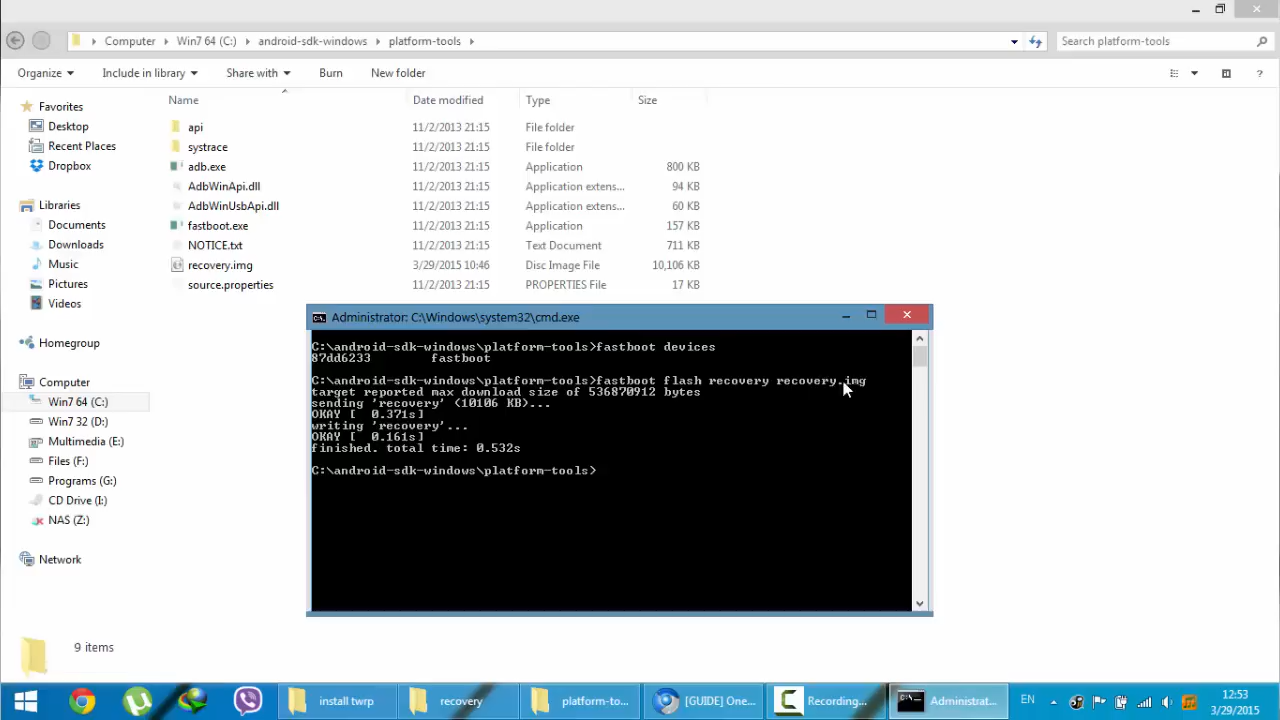 Computer Win7 64 (C:) android-sdk-windows platform-tools Search platform-tools
Organize Include in library Share with Burn New folder
Name Date modified Type Size
Favorites
Desktop
Recent Places
Dropbox
Libraries
Documents
Downloads
Music
Pictures
Videos
Homegroup
Computer
Win7 64 (C:)
Win7 32 (D:)
Multimedia (E:)
Files (F:)
Programs (G:)
CD Drive (I:)
NAS (Z:)
Network
api 11/2/2013 21:15 File folder
systrace 11/2/2013 21:15 File folder
adb.exe 11/2/2013 21:15 Application 800 KB
AdbWinApi.dll 11/2/2013 21:15 Application extens... 94 KB
AdbWinUsbApi.dll 11/2/2013 21:15 Application extens... 60 KB
fastboot.exe 11/2/2013 21:15 Application 157 KB
NOTICE.txt 11/2/2013 21:15 Text Document 711 KB
recovery.img 3/29/2015 10:46 Disc Image File 10,106 KB
source.properties 11/2/2013 21:15 PROPERTIES File 17 KB
Administrator: C:\Windows\system32\cmd.exe
C:\android-sdk-windows\platform-tools>fastboot devices
87dd6233 fastboot
C:\android-sdk-windows\platform-tools>fastboot flash recovery recovery.img
target reported max download size of 536870912 bytes
sending 'recovery' (10106 KB)...
OKAY [ 0.371s]
writing 'recovery'...
OKAY [ 0.161s]
finished. total time: 0.532s
C:\android-sdk-windows\platform-tools>
9 items
install twrp recovery platform-to... [GUIDE] One... Recording... Administrat... EN 12:53
3/29/2015